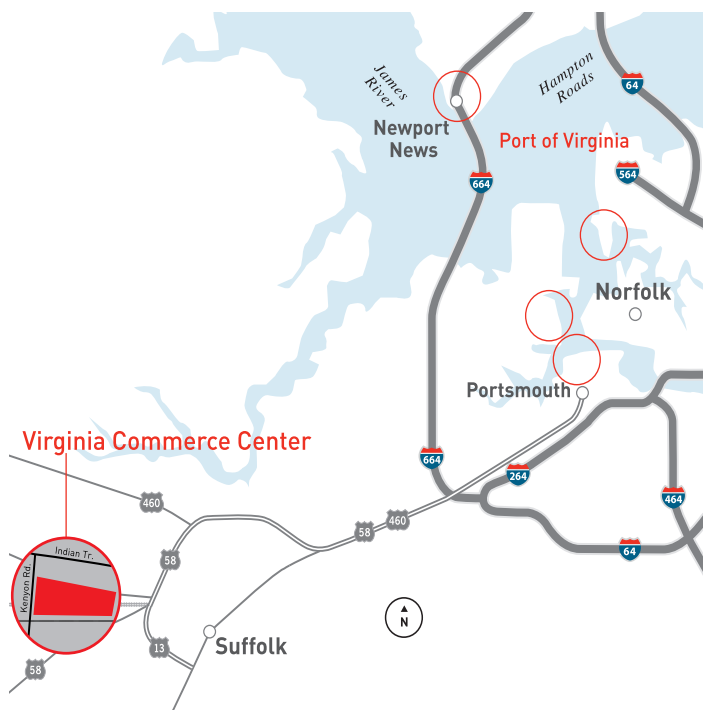 64
James
River
Hampton
Roads
Newport
News
Port of Virginia
564
664
Norfolk
Portsmouth
Virginia Commerce Center
664
264
460
464
58
460
58
64
Indian Tr.
Kenyon Rd.
N
Suffolk
13
58